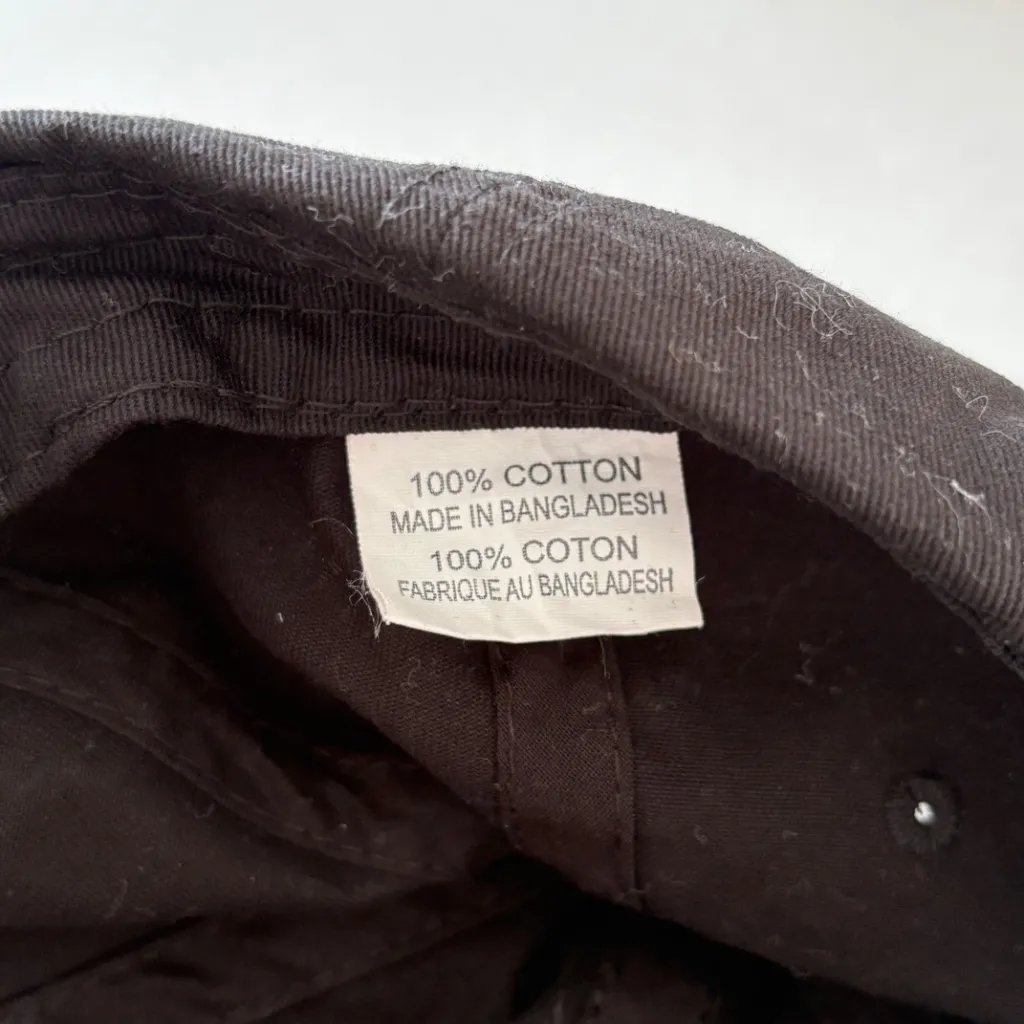 100% COTTON
MADE IN BANGLADESH
100% COTON
FABRIQUE AU BANGLADESH